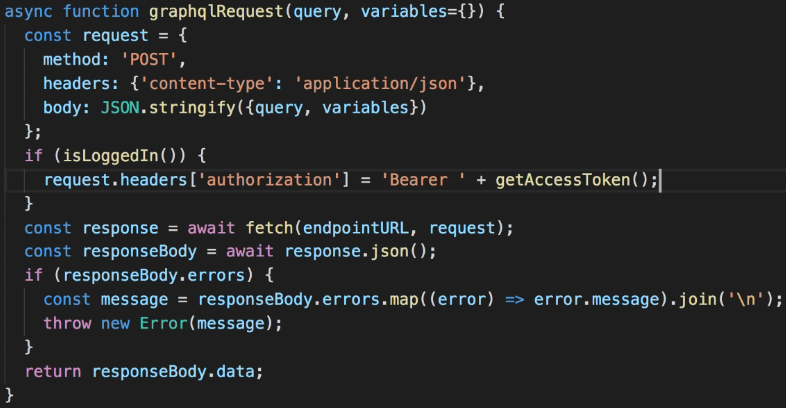 async function graphqlRequest(query, variables={}) {
  const request = {
    method: 'POST',
    headers: {'content-type': 'application/json'},
    body: JSON.stringify({query, variables})
  };
  if (isLoggedIn()) {
    request.headers['authorization'] = 'Bearer ' + getAccessToken();
  }
  const response = await fetch(endpointURL, request);
  const responseBody = await response.json();
  if (responseBody.errors) {
    const message = responseBody.errors.map((error) => error.message).join('\n');
    throw new Error(message);
  }
  return responseBody.data;
}